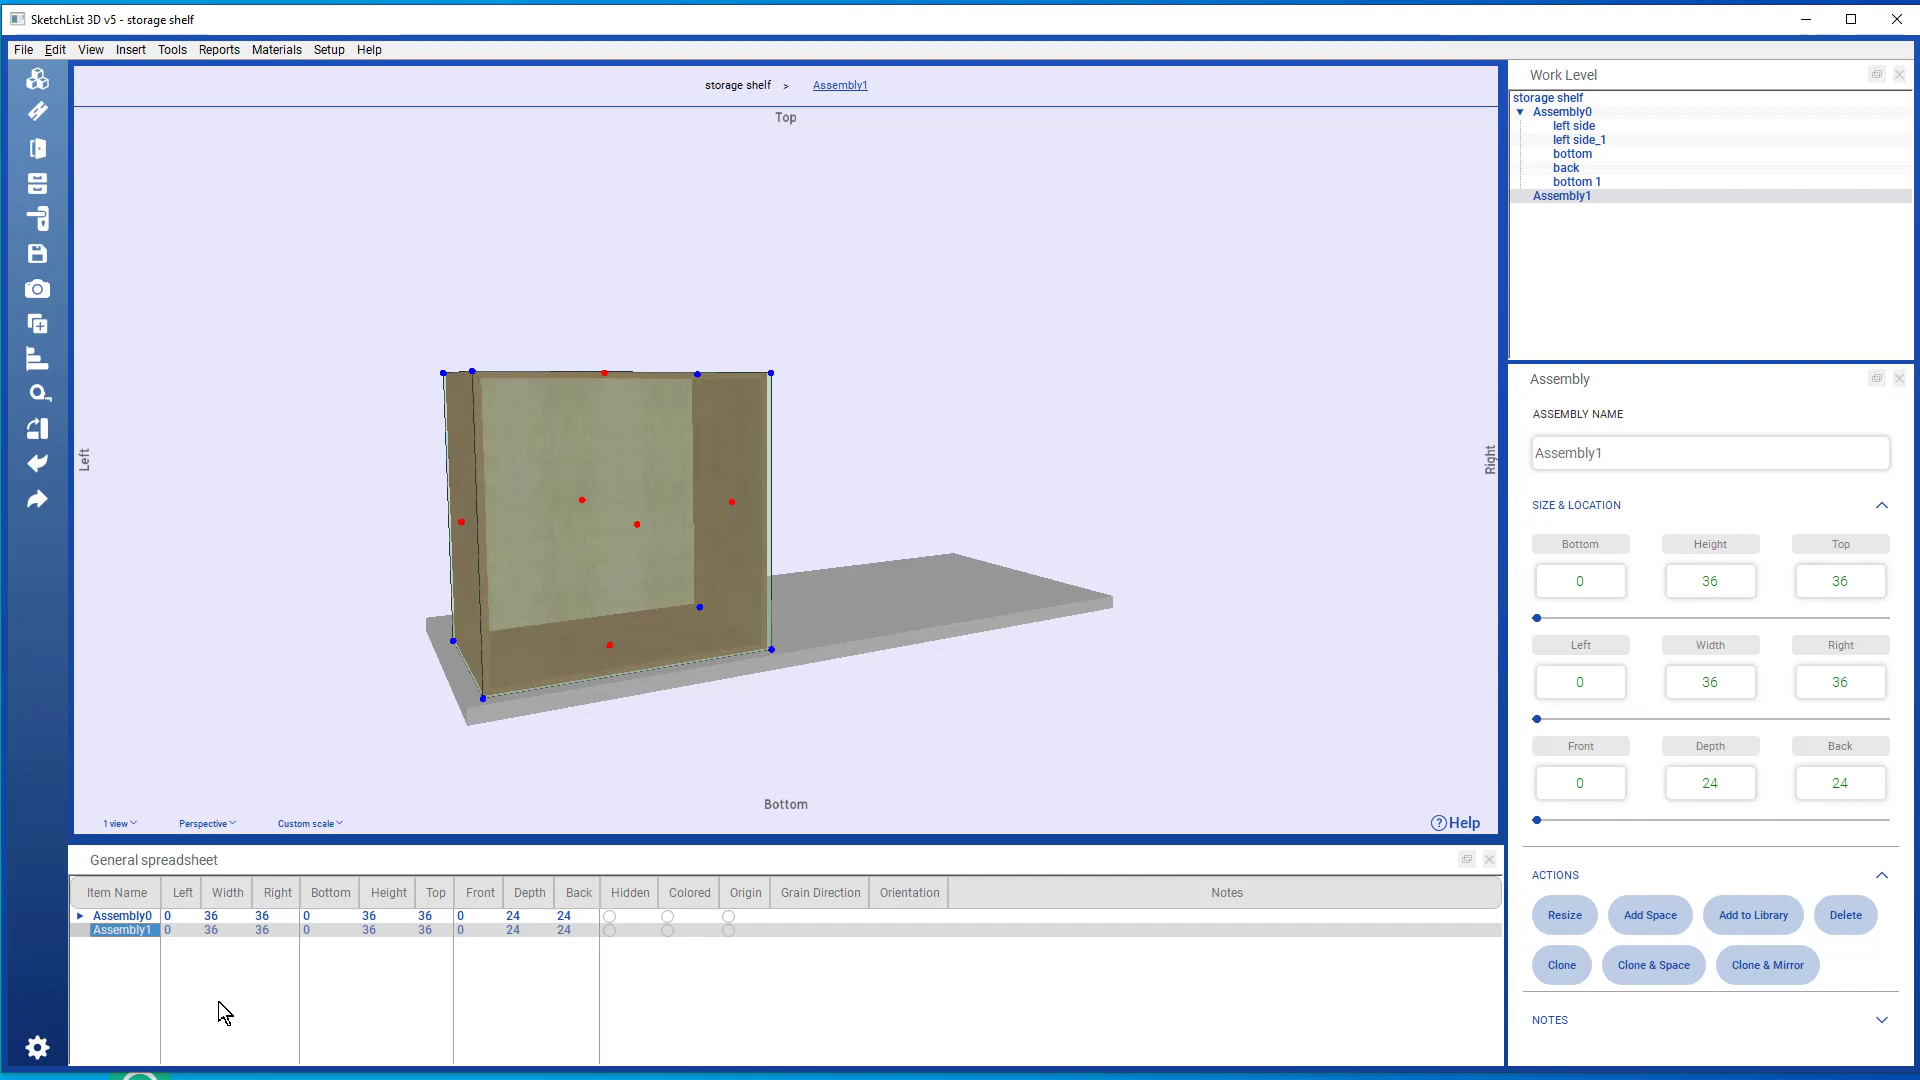 SketchList 3D v5 - storage shelf
File Edit View Insert Tools Reports Materials Setup Help
storage shelf > Assembly1
Top
Left
Right
Bottom
1 view Perspective Custom scale
Help
Work Level
storage shelf
Assembly0
left side
left side_1
bottom
back
bottom 1
Assembly1
Assembly
ASSEMBLY NAME
Assembly1
SIZE & LOCATION
Bottom Height Top
0 36 36
Left Width Right
0 36 36
Front Depth Back
0 24 24
ACTIONS
Resize Add Space Add to Library Delete
Clone Clone & Space Clone & Mirror
NOTES
General spreadsheet
Item Name Left Width Right Bottom Height Top Front Depth Back Hidden Colored Origin Grain Direction Orientation Notes
Assembly0 0 36 36 0 36 36 0 24 24
Assembly1 0 36 36 0 36 36 0 24 24